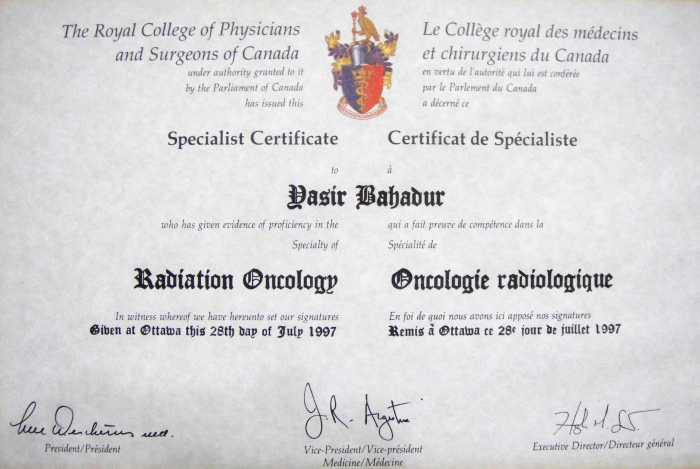 The Royal College of Physicians
and Surgeons of Canada
under authority granted to it
by the Parliament of Canada
has issued this
Le Collège royal des médecins
et chirurgiens du Canada
en vertu de l'autorité qui lui est conférée
par le Parlement du Canada
a décerné ce
Specialist Certificate
Certificat de Spécialiste
to
à
Yasir Bahadur
who has given evidence of proficiency in the
Specialty of
qui a fait preuve de compétence dans la
Spécialité de
Radiation Oncology
Oncologie radiologique
In witness whereof we have hereunto set our signatures
Given at Ottawa this 28th day of July 1997
En foi de quoi nous avons ici apposé nos signatures
Remis à Ottawa ce 28e jour de juillet 1997
President/Président
J. R.
Vice-President/Vice-président
Medicine/Médecine
Executive Director/Directeur général